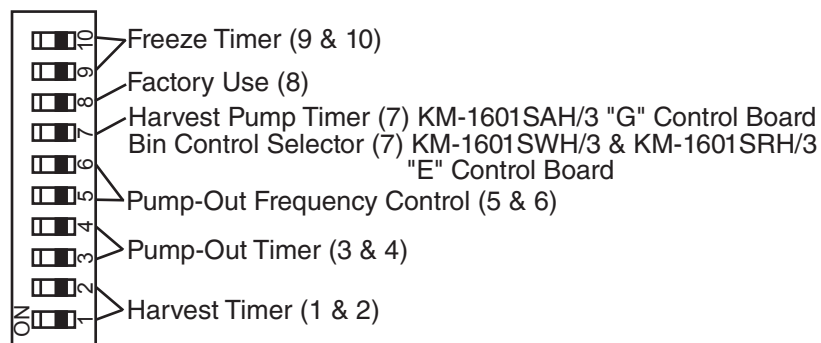 10 Freeze Timer (9 & 10)
9
8 Factory Use (8)
7 Harvest Pump Timer (7) KM-1601SAH/3 "G" Control Board
Bin Control Selector (7) KM-1601SWH/3 & KM-1601SRH/3
"E" Control Board
6
5 Pump-Out Frequency Control (5 & 6)
4
3 Pump-Out Timer (3 & 4)
2
1 Harvest Timer (1 & 2)
ON